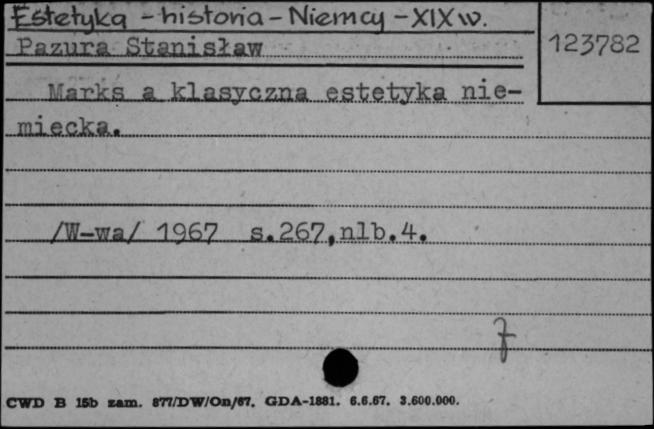 Estetyka - historia - Niemcy - XIX w.
Pazura Stanisław
123782
Marks a klasyczna estetyka nie-
miecka.
/W-wa/ 1967 s.267,nlb.4.
CWD B 15b zam. 877/DW/On/67. GDA-1881. 6.6.67. 3.600.000.